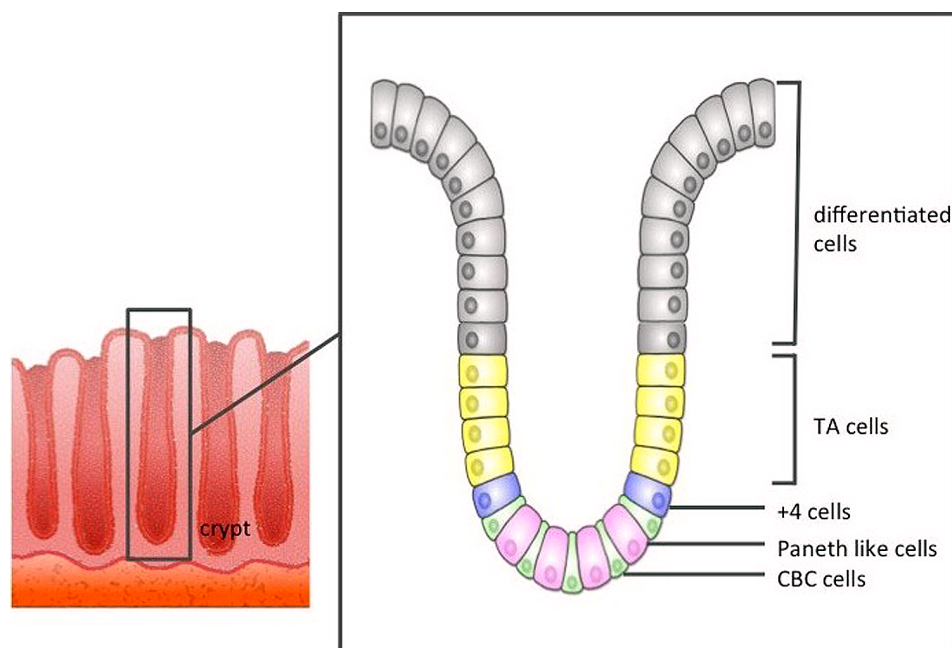 differentiated
cells
TA cells
+4 cells
crypt
Paneth like cells
CBC cells